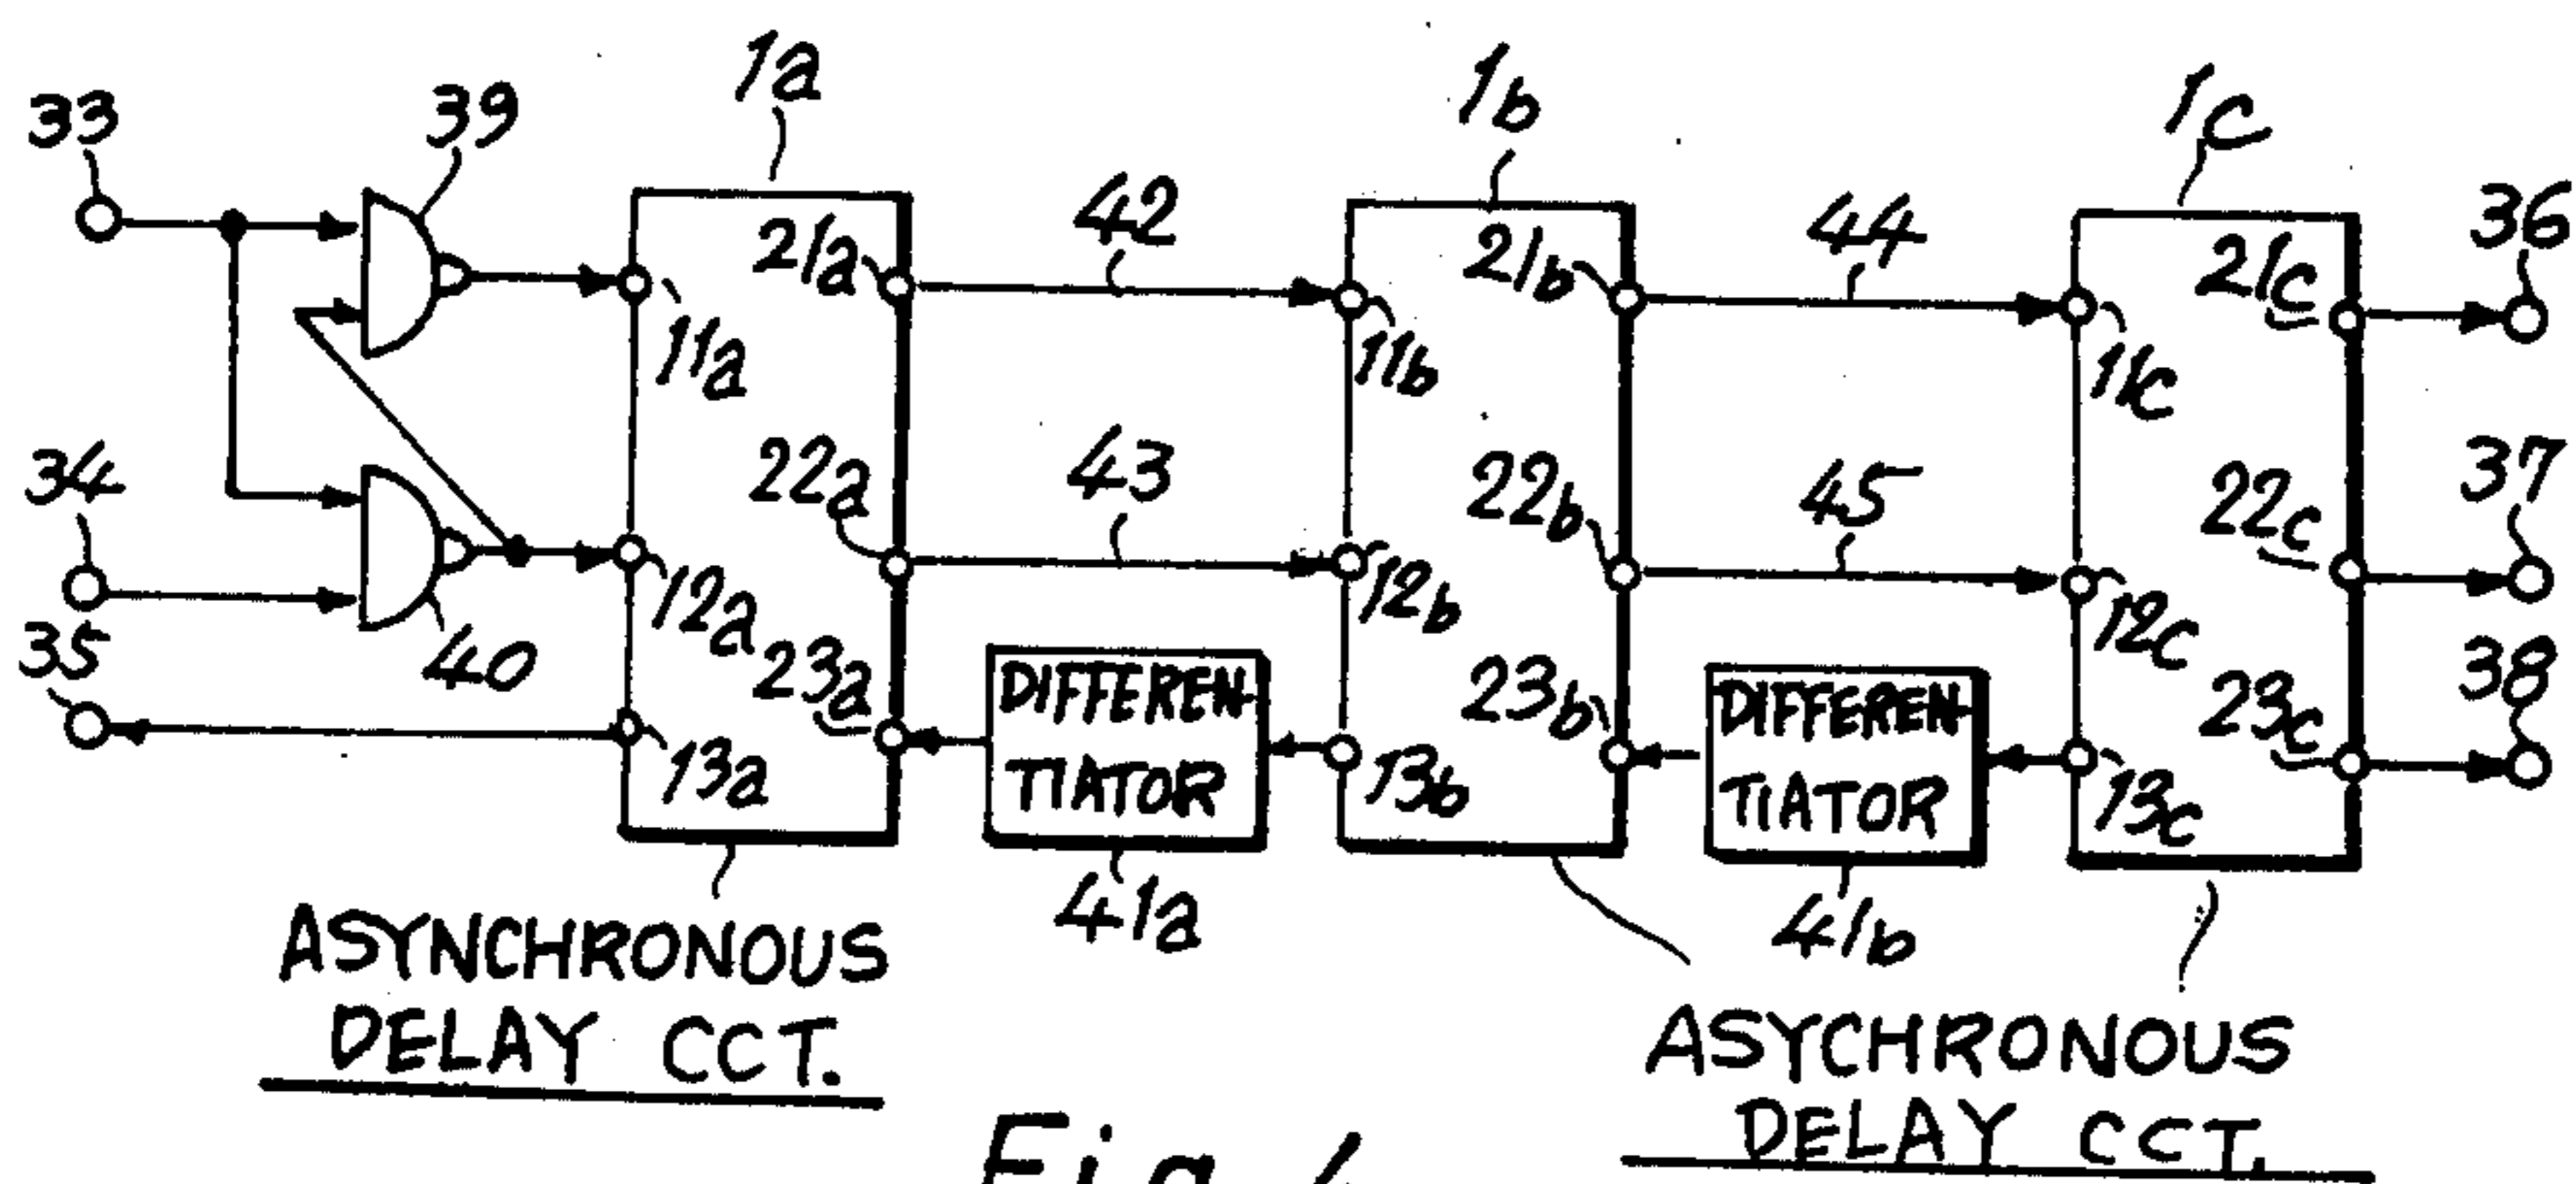 1a
1b
1c
33
39
42
44
36
21a
21b
21c
11a
11b
11c
34
43
45
37
22a
22b
22c
12a
12b
12c
35
40
38
23a
23b
23c
DIFFEREN-
TIATOR
DIFFEREN-
TIATOR
13a
13b
13c
41a
41b
ASYNCHRONOUS
DELAY CCT.
ASYCHRONOUS
DELAY CCT.
Fig